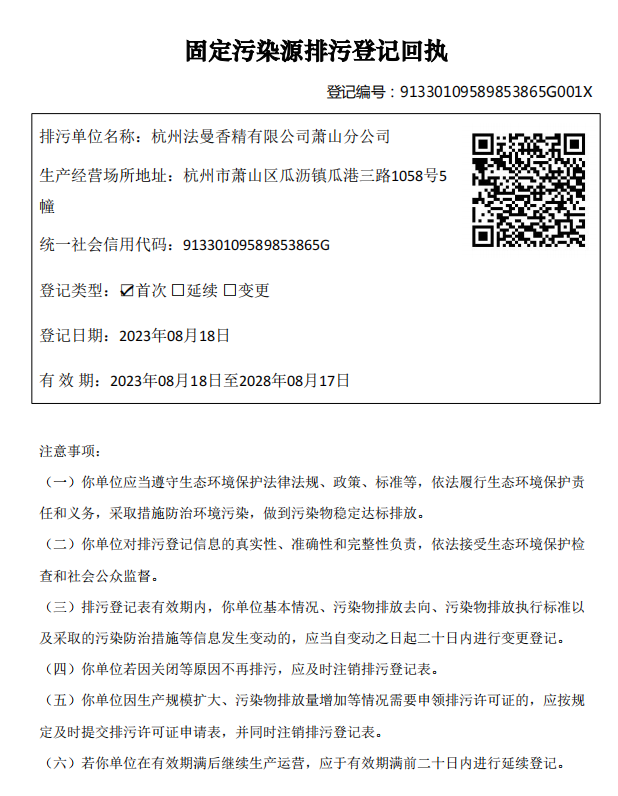 固定污染源排污登记回执
登记编号：91330109589853865G001X
排污单位名称：杭州法曼香精有限公司萧山分公司
生产经营场所地址：杭州市萧山区瓜沥镇瓜港三路1058号5
幢
统一社会信用代码：91330109589853865G
登记类型：☑首次 □延续 □变更
登记日期：2023年08月18日
有 效 期：2023年08月18日至2028年08月17日
注意事项：
（一）你单位应当遵守生态环境保护法律法规、政策、标准等，依法履行生态环境保护责
任和义务，采取措施防治环境污染，做到污染物稳定达标排放。
（二）你单位对排污登记信息的真实性、准确性和完整性负责，依法接受生态环境保护检
查和社会公众监督。
（三）排污登记表有效期内，你单位基本情况、污染物排放去向、污染物排放执行标准以
及采取的污染防治措施等信息发生变动的，应当自变动之日起二十日内进行变更登记。
（四）你单位若因关闭等原因不再排污，应及时注销排污登记表。
（五）你单位因生产规模扩大、污染物排放量增加等情况需要申领排污许可证的，应按规
定及时提交排污许可证申请表，并同时注销排污登记表。
（六）若你单位在有效期满后继续生产运营，应于有效期满前二十日内进行延续登记。